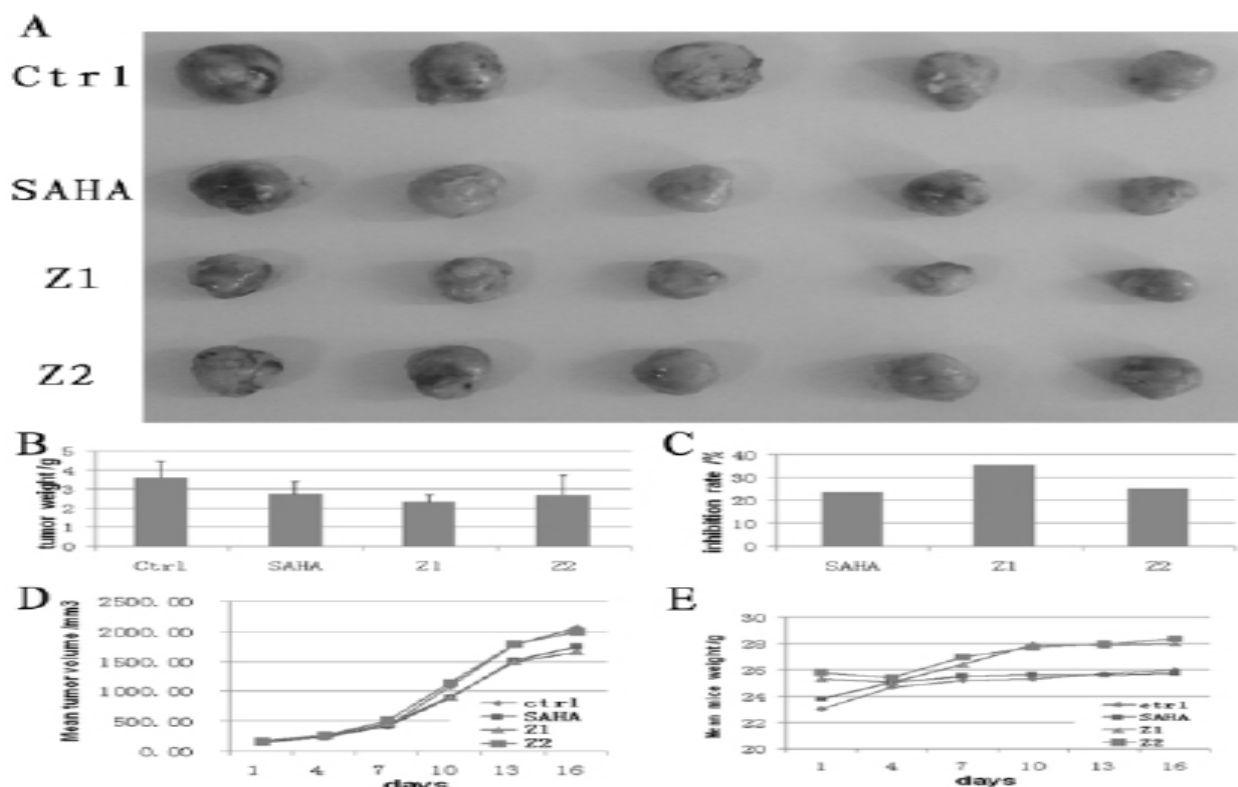 A
Ctrl
SAHA
Z1
Z2
B
tumor weight/g
5
4
3
2
1
0
Ctrl SAHA Z1 Z2
C
inhibition rate /%
40
30
20
10
0
SAHA Z1 Z2
D
Mean tumor volume /mm3
2500.00
2000.00
1500.00
1000.00
500.00
0.00
1 4 7 10 13 16
days
ctrl
SAHA
Z1
Z2
E
Mean mice weight/g
30
28
26
24
22
20
1 4 7 10 13 16
days
ctrl
SAHA
Z1
Z2